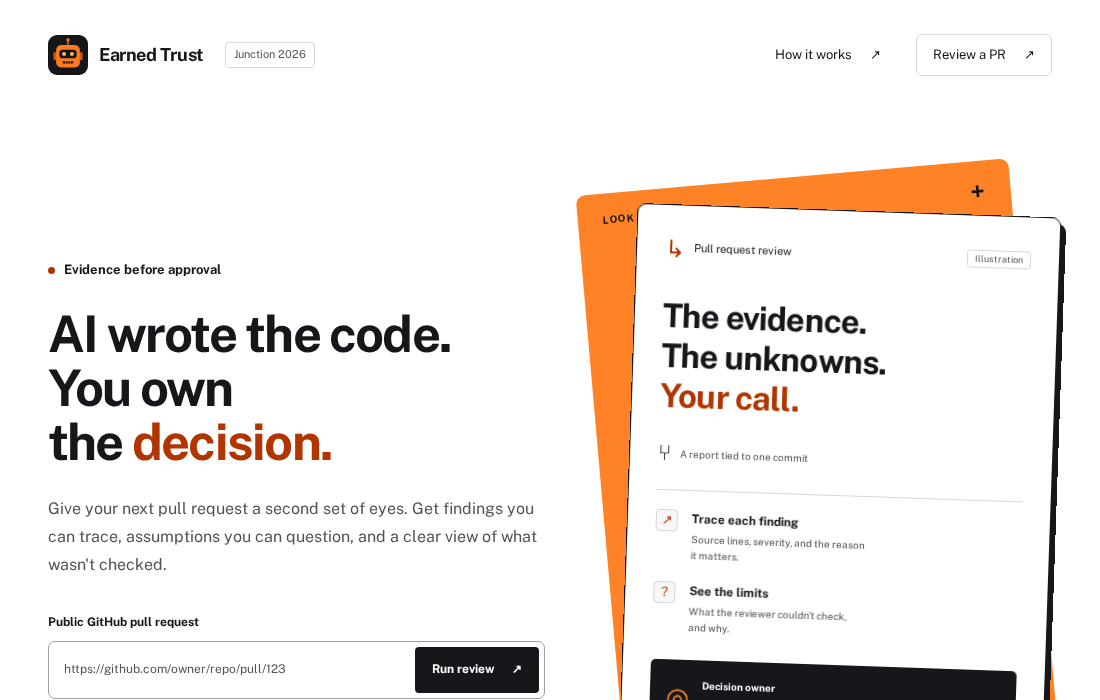 Earned Trust
Junction 2026
How it works ↗
Review a PR ↗
Evidence before approval
AI wrote the code.
You own
the decision.
Give your next pull request a second set of eyes. Get findings you
can trace, assumptions you can question, and a clear view of what
wasn't checked.
Public GitHub pull request
https://github.com/owner/repo/pull/123
Run review ↗
LOOK
+
Pull request review
Illustration
The evidence.
The unknowns.
Your call.
A report tied to one commit
↗ Trace each finding
Source lines, severity, and the reason
it matters.
? See the limits
What the reviewer couldn't check,
and why.
Decision owner